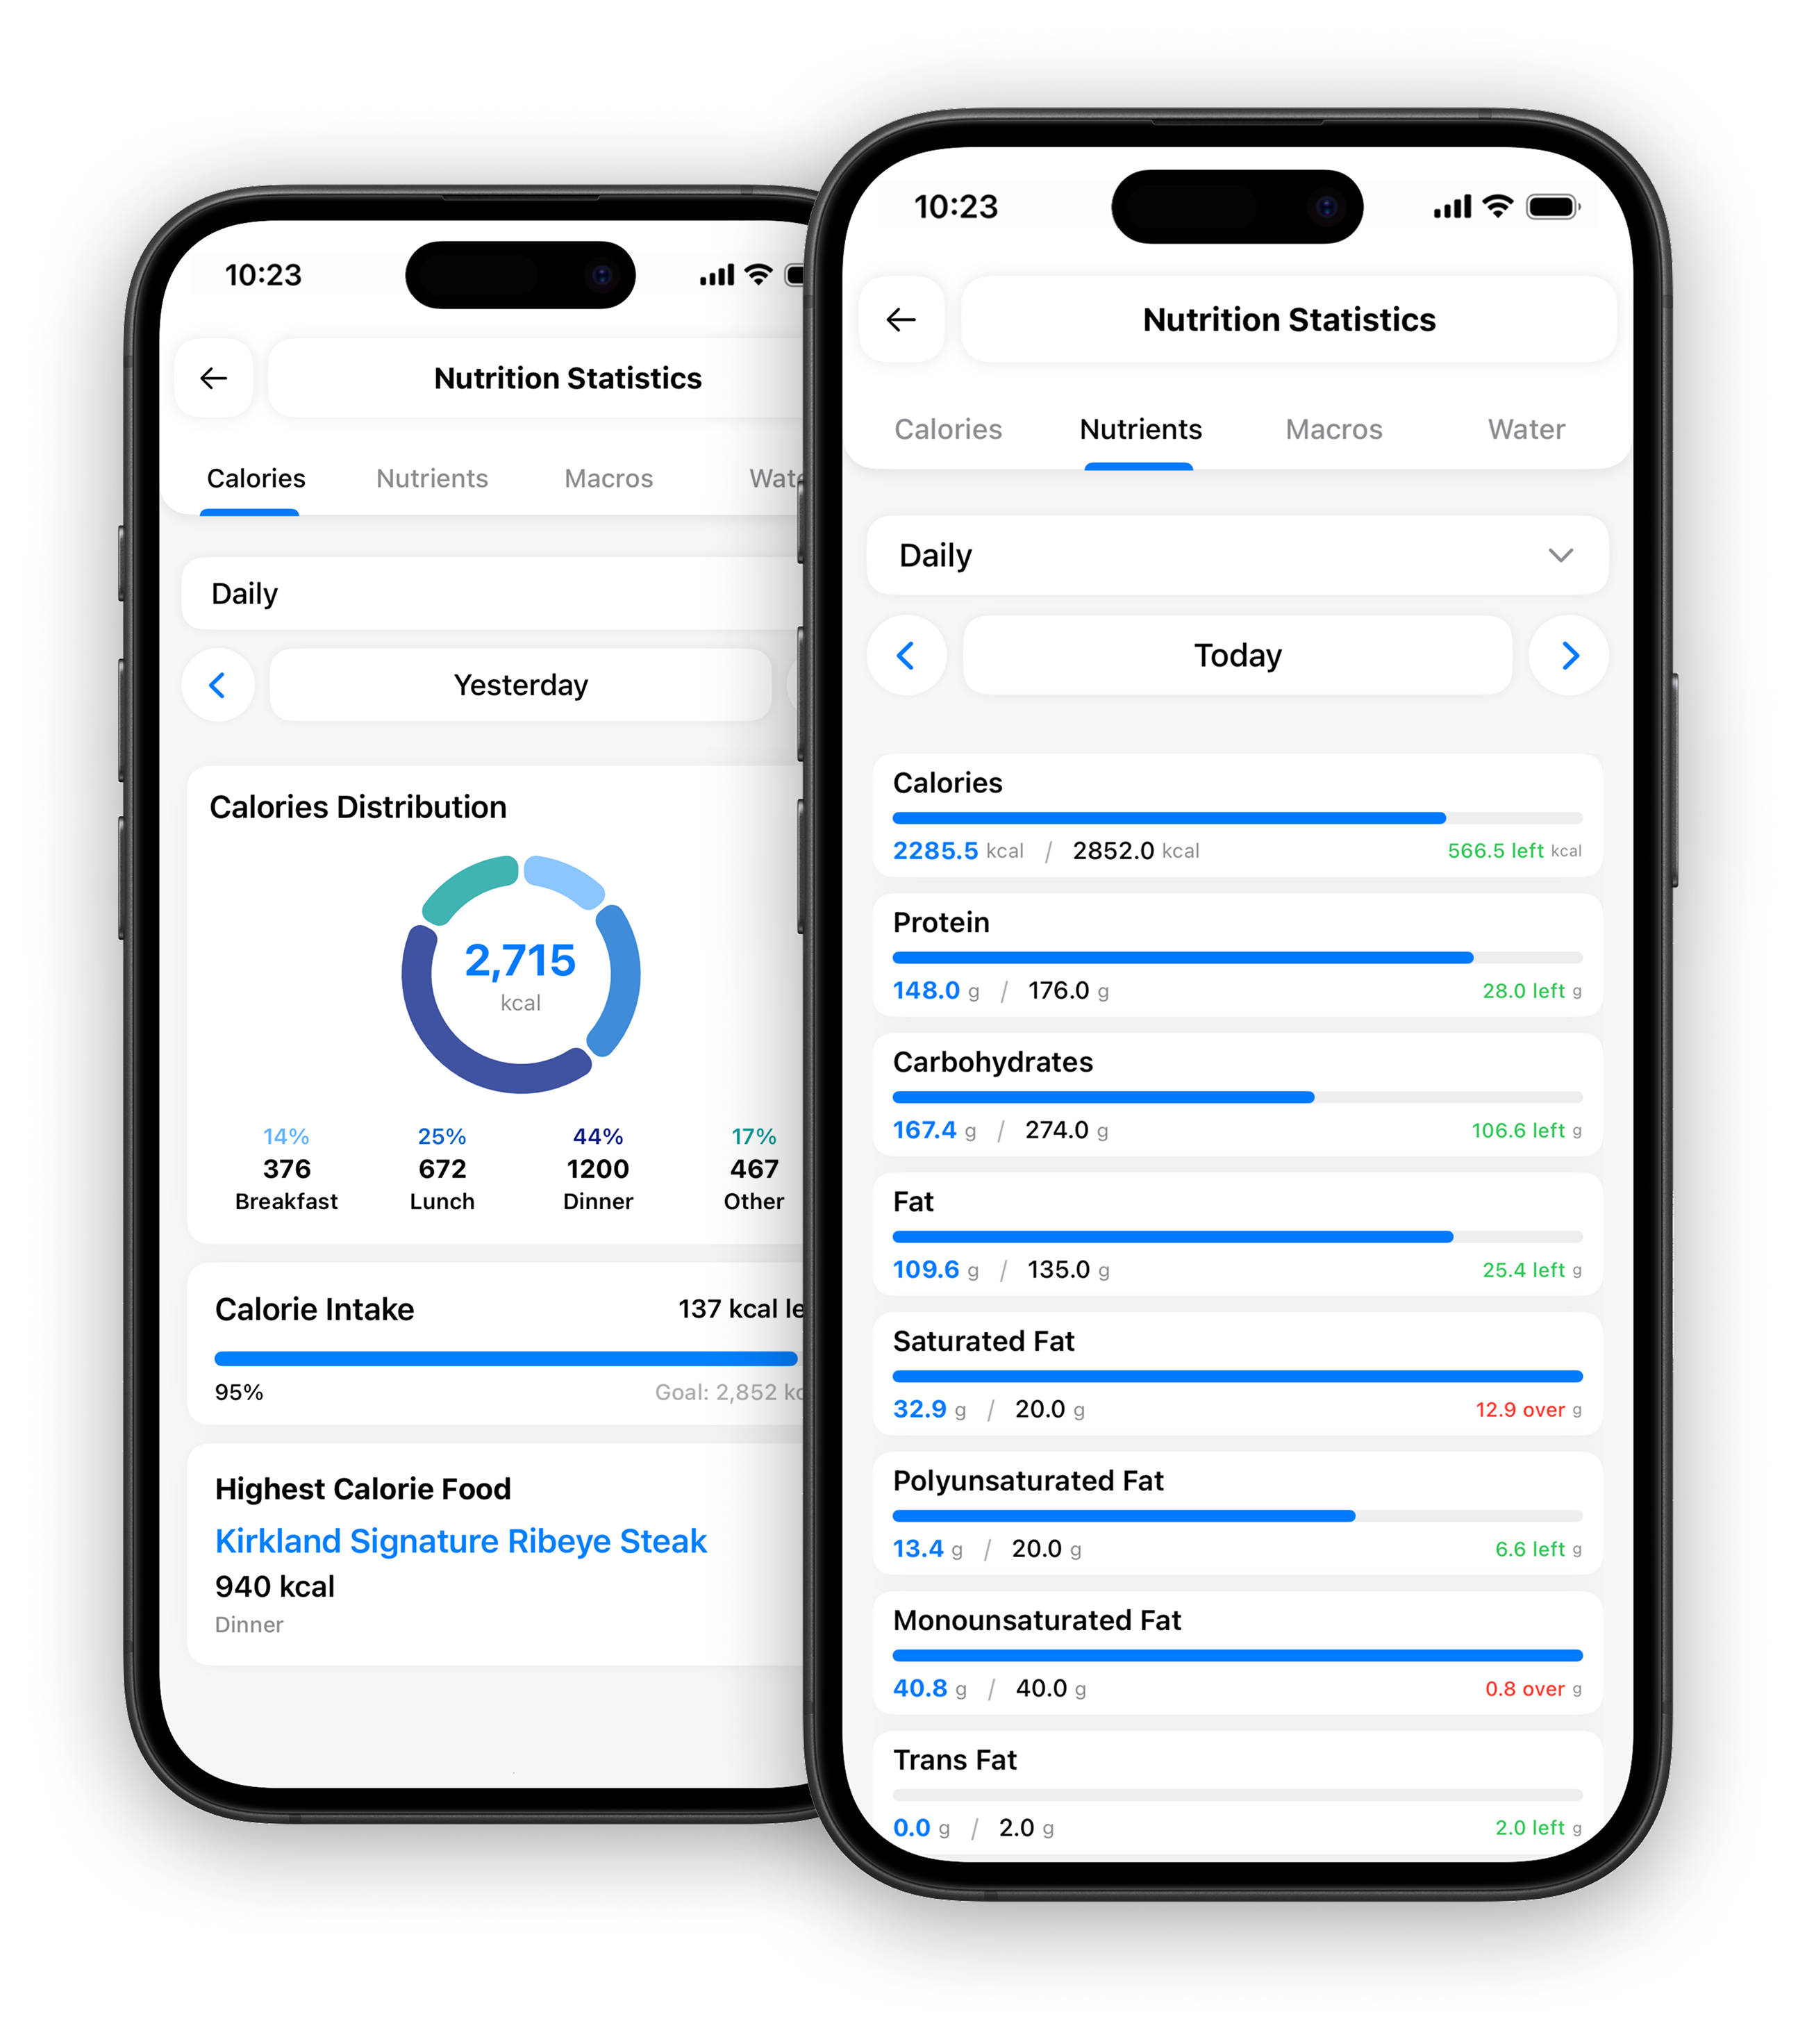 10:23
Nutrition Statistics
Calories Nutrients Macros
Daily
Yesterday
Calories Distribution
2,715
kcal
14% 25% 44% 17%
376 672 1200 467
Breakfast Lunch Dinner Other
Calorie Intake 137 kcal
95% Goal: 2,852
Highest Calorie Food
Kirkland Signature Ribeye Steak
940 kcal
Dinner
10:23
Nutrition Statistics
Calories Nutrients Macros Water
Daily
Today
Calories
2285.5 kcal / 2852.0 kcal 566.5 left kcal
Protein
148.0 g / 176.0 g 28.0 left g
Carbohydrates
167.4 g / 274.0 g 106.6 left g
Fat
109.6 g / 135.0 g 25.4 left g
Saturated Fat
32.9 g / 20.0 g 12.9 over g
Polyunsaturated Fat
13.4 g / 20.0 g 6.6 left g
Monounsaturated Fat
40.8 g / 40.0 g 0.8 over g
Trans Fat
0.0 g / 2.0 g 2.0 left g